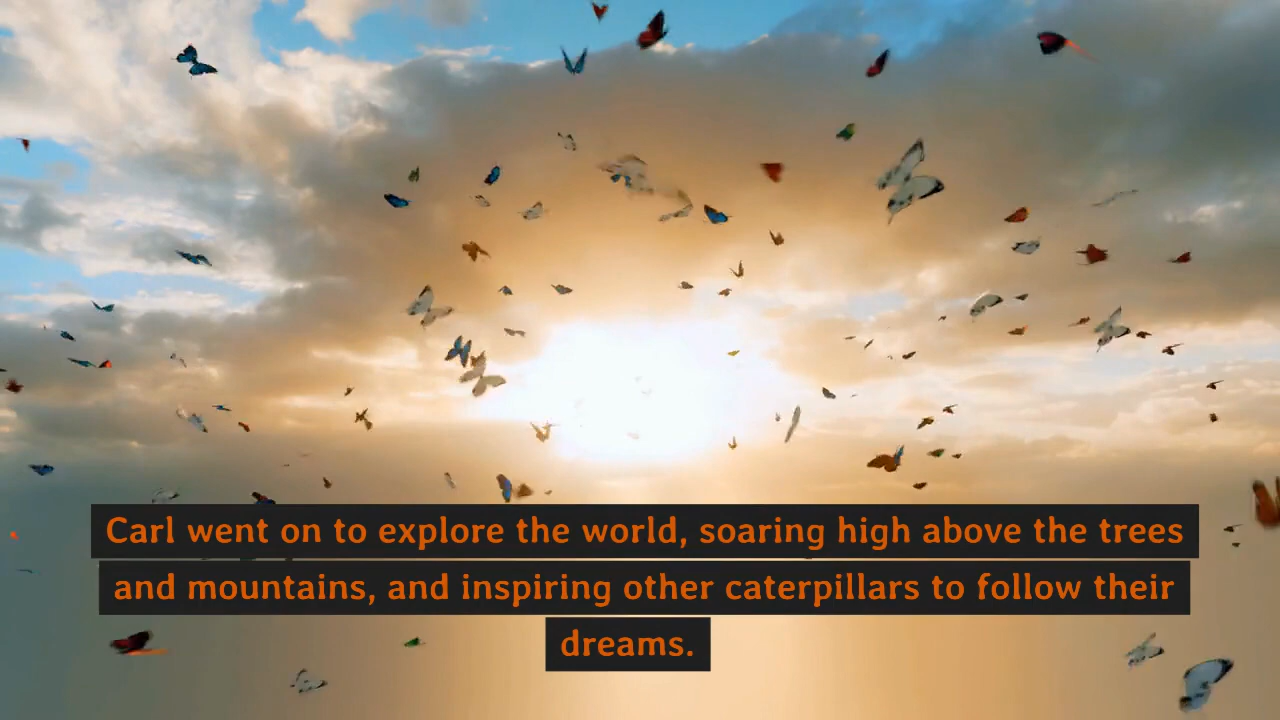 Carl went on to explore the world, soaring high above the trees
and mountains, and inspiring other caterpillars to follow their
dreams.